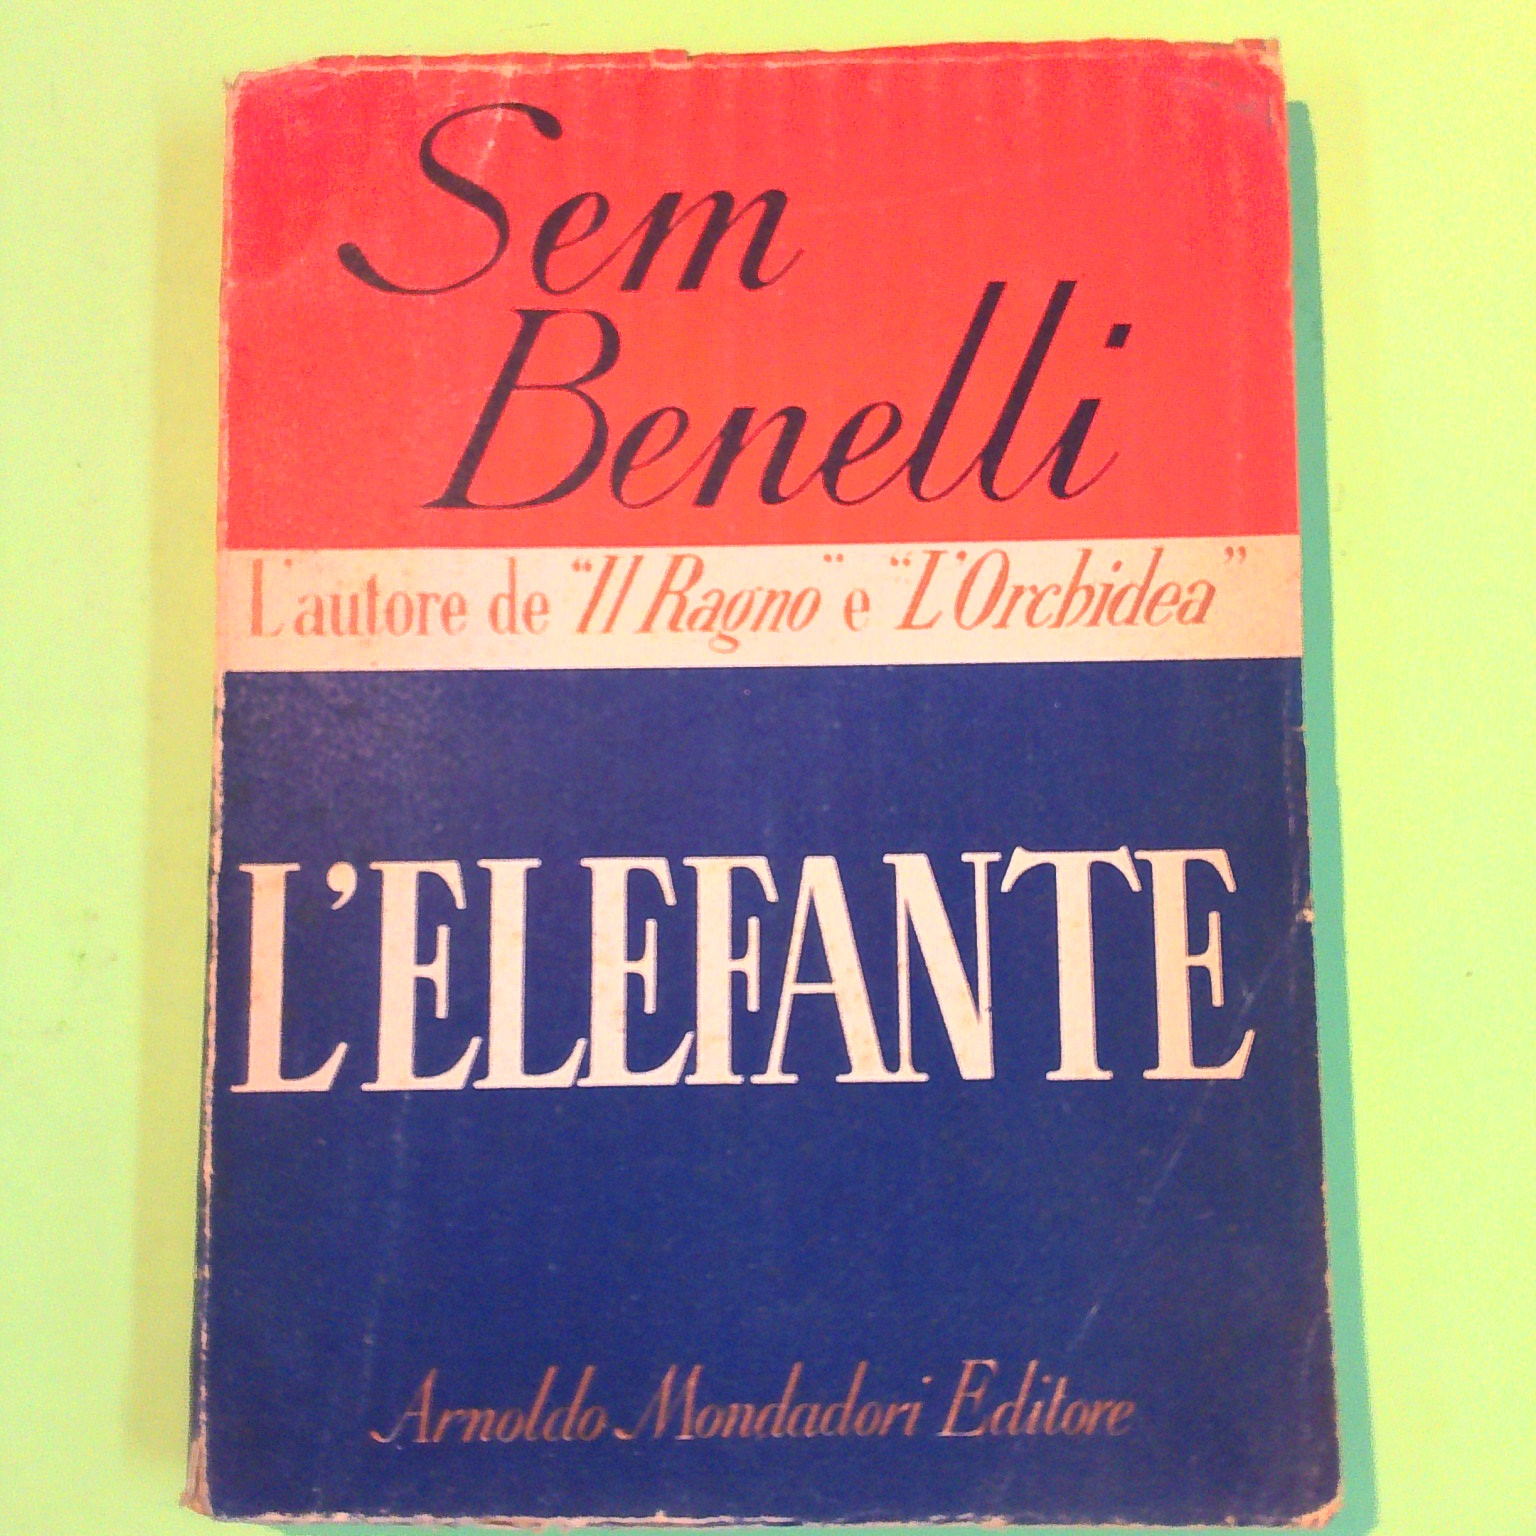 Sem
Benelli
L'autore de "Il Ragno" e "L'Orchidea"
L'ELEFANTE
Arnoldo Mondadori Editore